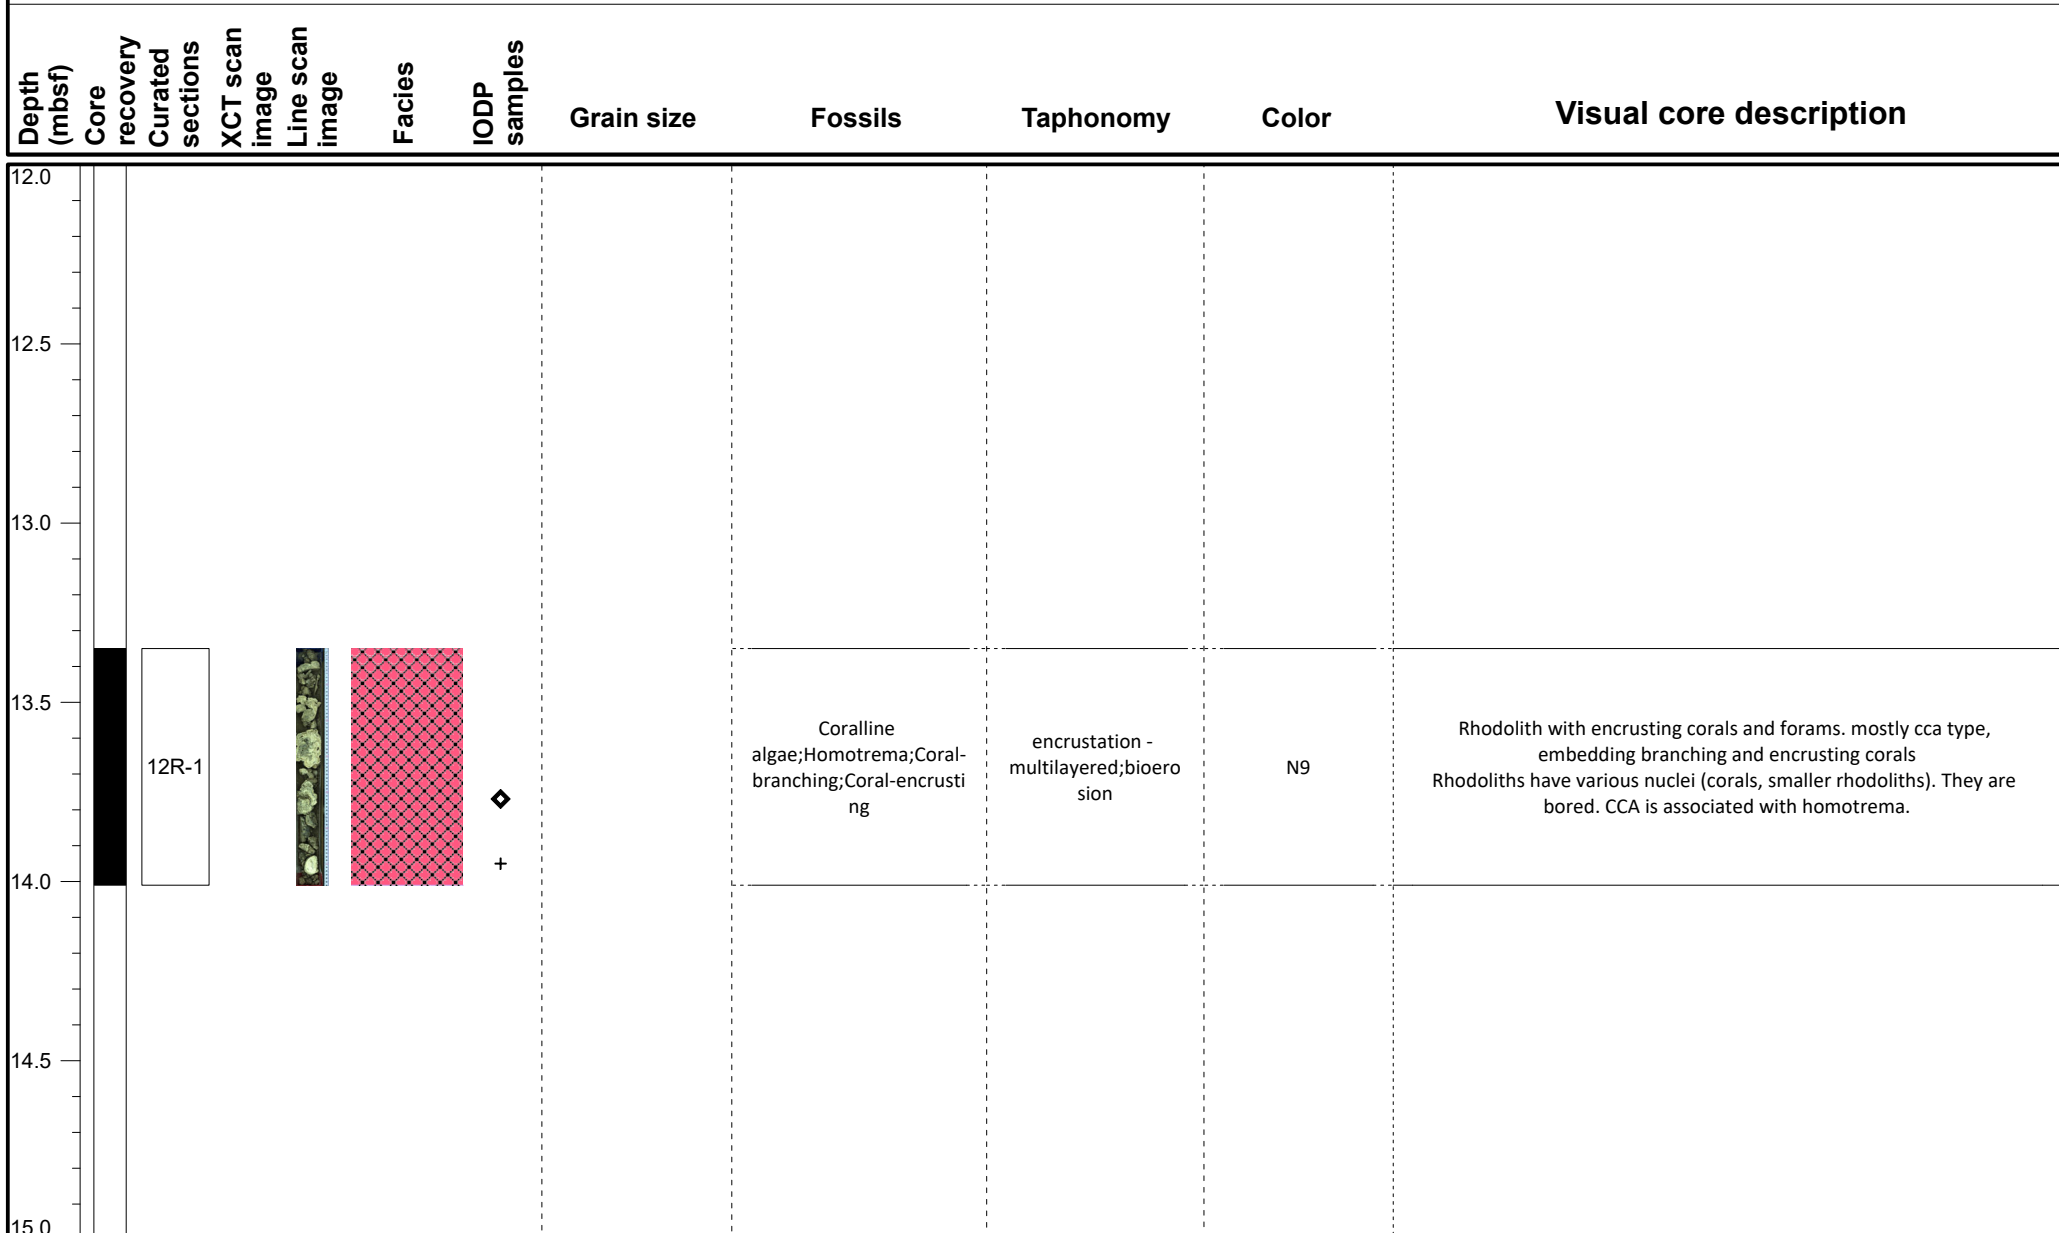 Depth
(mbsf)
Core
recovery
Curated
sections
XCT scan
image
Line scan
image
Facies
IODP
samples
Grain size
Fossils
Taphonomy
Color
Visual core description
12.0
12.5
13.0
13.5
14.0
14.5
15.0
12R-1
Coralline
algae;Homotrema;Coral-
branching;Coral-encrusti
ng
encrustation -
multilayered;bioero
sion
N9
Rhodolith with encrusting corals and forams. mostly cca type,
embedding branching and encrusting corals
Rhodoliths have various nuclei (corals, smaller rhodoliths). They are
bored. CCA is associated with homotrema.